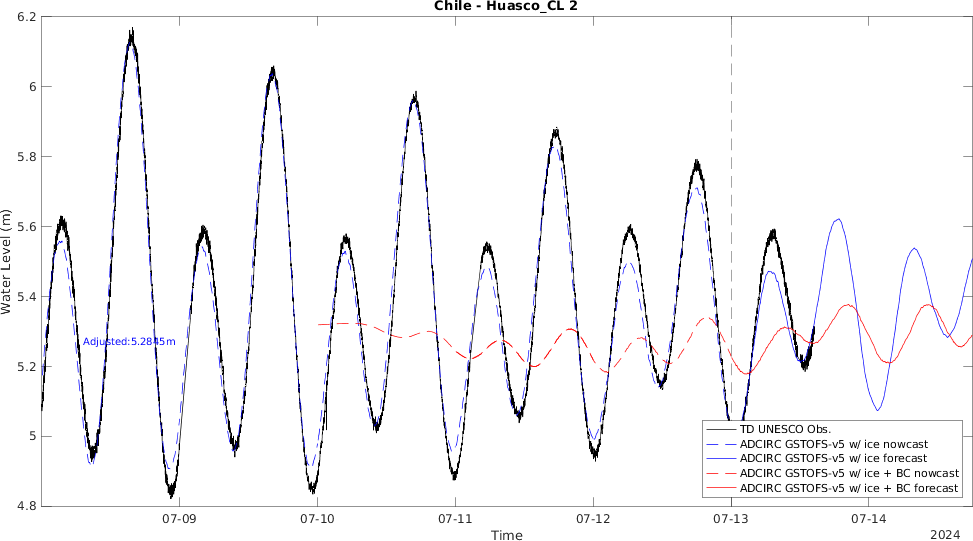 Chile - Huasco_CL 2
6.2
6
5.8
5.6
5.4
5.2
5
4.8
Water Level (m)
Adjusted:5.2845m
TD UNESCO Obs.
ADCIRC GSTOFS-v5 w/ ice nowcast
ADCIRC GSTOFS-v5 w/ ice forecast
ADCIRC GSTOFS-v5 w/ ice + BC nowcast
ADCIRC GSTOFS-v5 w/ ice + BC forecast
07-09 07-10 07-11 07-12 07-13 07-14
Time
2024